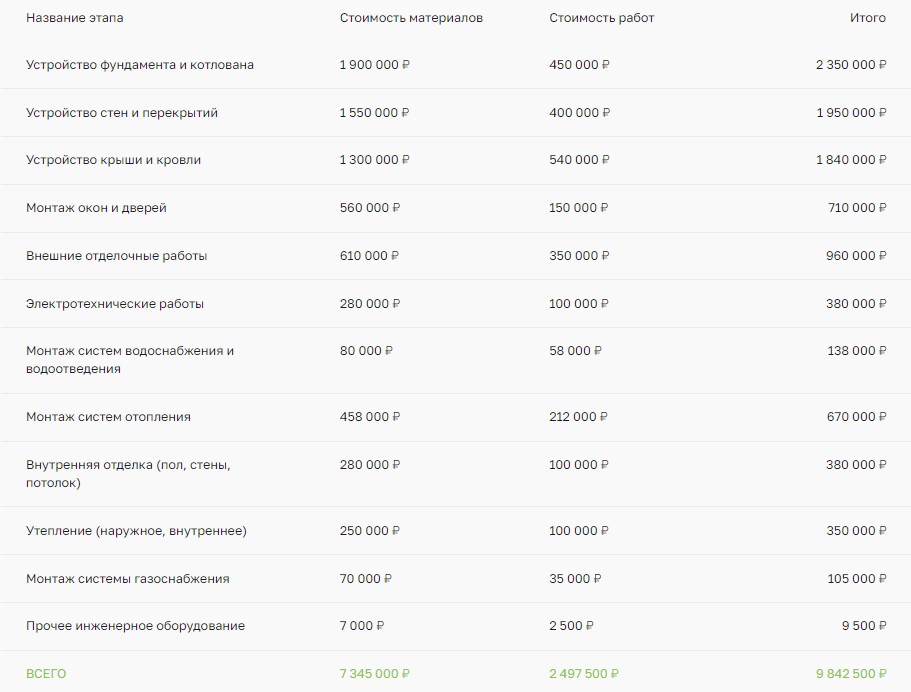 Название этапа Стоимость материалов Стоимость работ Итого
Устройство фундамента и котлована 1 900 000 ₽ 450 000 ₽ 2 350 000 ₽
Устройство стен и перекрытий 1 550 000 ₽ 400 000 ₽ 1 950 000 ₽
Устройство крыши и кровли 1 300 000 ₽ 540 000 ₽ 1 840 000 ₽
Монтаж окон и дверей 560 000 ₽ 150 000 ₽ 710 000 ₽
Внешние отделочные работы 610 000 ₽ 350 000 ₽ 960 000 ₽
Электротехнические работы 280 000 ₽ 100 000 ₽ 380 000 ₽
Монтаж систем водоснабжения и 80 000 ₽ 58 000 ₽ 138 000 ₽
водоотведения
Монтаж систем отопления 458 000 ₽ 212 000 ₽ 670 000 ₽
Внутренняя отделка (пол, стены, 280 000 ₽ 100 000 ₽ 380 000 ₽
потолок)
Утепление (наружное, внутреннее) 250 000 ₽ 100 000 ₽ 350 000 ₽
Монтаж системы газоснабжения 70 000 ₽ 35 000 ₽ 105 000 ₽
Прочее инженерное оборудование 7 000 ₽ 2 500 ₽ 9 500 ₽
ВСЕГО 7 345 000 ₽ 2 497 500 ₽ 9 842 500 ₽